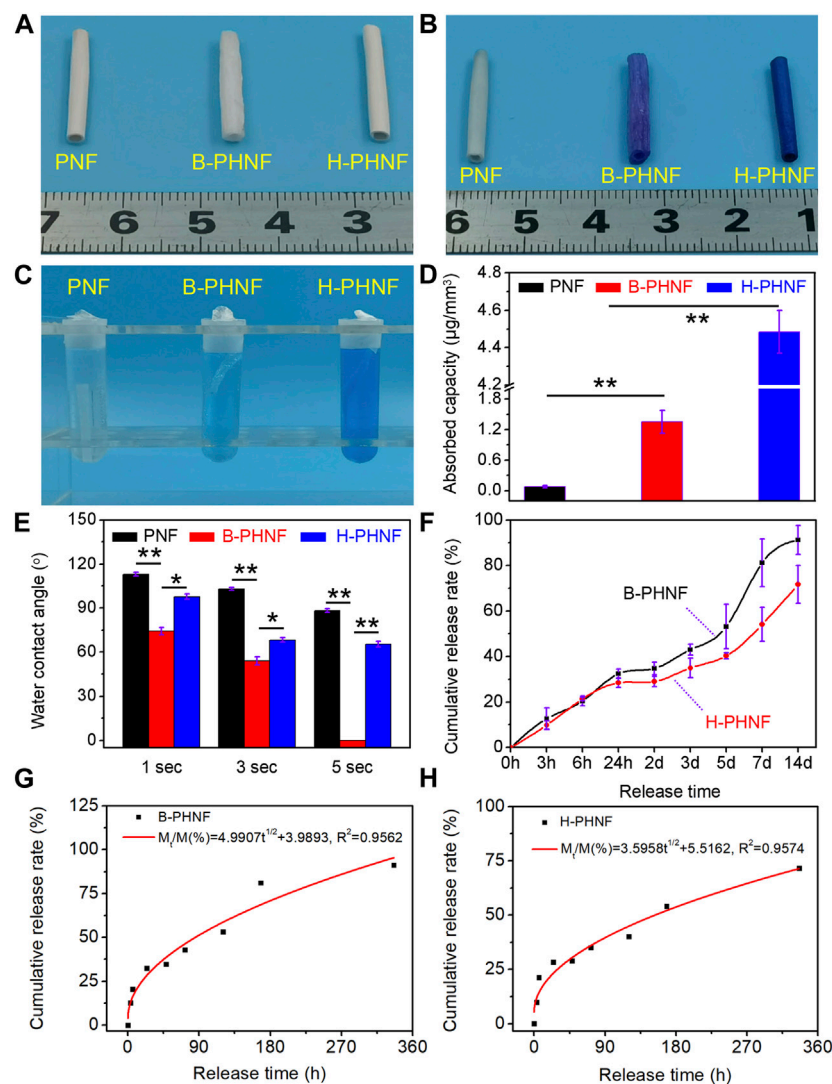 A
PNF B-PHNF H-PHNF
7 6 5 4 3
B
PNF B-PHNF H-PHNF
6 5 4 3 2 1
C
PNF B-PHNF H-PHNF
D
PNF B-PHNF H-PHNF
Absorbed capacity (µg/mm³)
4.8
4.6
4.4
4.2
1.8
1.2
0.6
0.0
**
**
E
PNF B-PHNF H-PHNF
Water contact angle (°)
150
120
90
60
30
0
** * ** * ** **
1 sec 3 sec 5 sec
F
Cumulative release rate (%)
100
80
60
40
20
0
B-PHNF
H-PHNF
0h 3h 6h 24h 2d 3d 5d 7d 14d
Release time
G
B-PHNF
Mₜ/M(%)=4.9907t^1/2+3.9893, R²=0.9562
Cumulative release rate (%)
125
100
75
50
25
0
0 90 180 270 360
Release time (h)
H
H-PHNF
Mₜ/M(%)=3.5958t^1/2+5.5162, R²=0.9574
Cumulative release rate (%)
100
75
50
25
0
0 90 180 270 360
Release time (h)